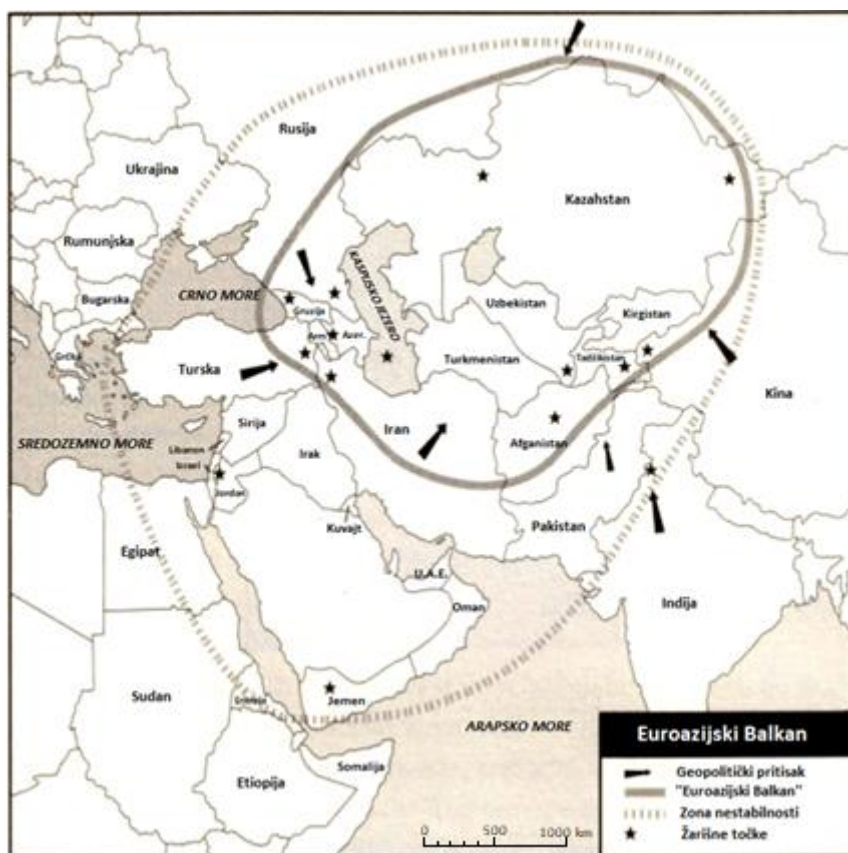 Rusija
Ukrajina
Kazahstan
Rumunjska
KASPIJSKO JEZERO
CRNO MORE
Bugarska
Uzbekistan
Gruzija
Kirgistan
Arm.
Azer.
Grčka
Turska
Turkmenistan
Tadžikistan
Kina
Sirija
Iran
SREDOZEMNO MORE
Afganistan
Libanon
Irak
Izrael
Jordan
Kuvajt
Pakistan
Egipat
U.A.E.
Oman
Indija
Sudan
Eritreja
Jemen
ARAPSKO MORE
Etiopija
Somalija
Euroazijski Balkan
Geopolitički pritisak
"Euroazijski Balkan"
Zona nestabilnosti
Žarišne točke
0 500 1000 km